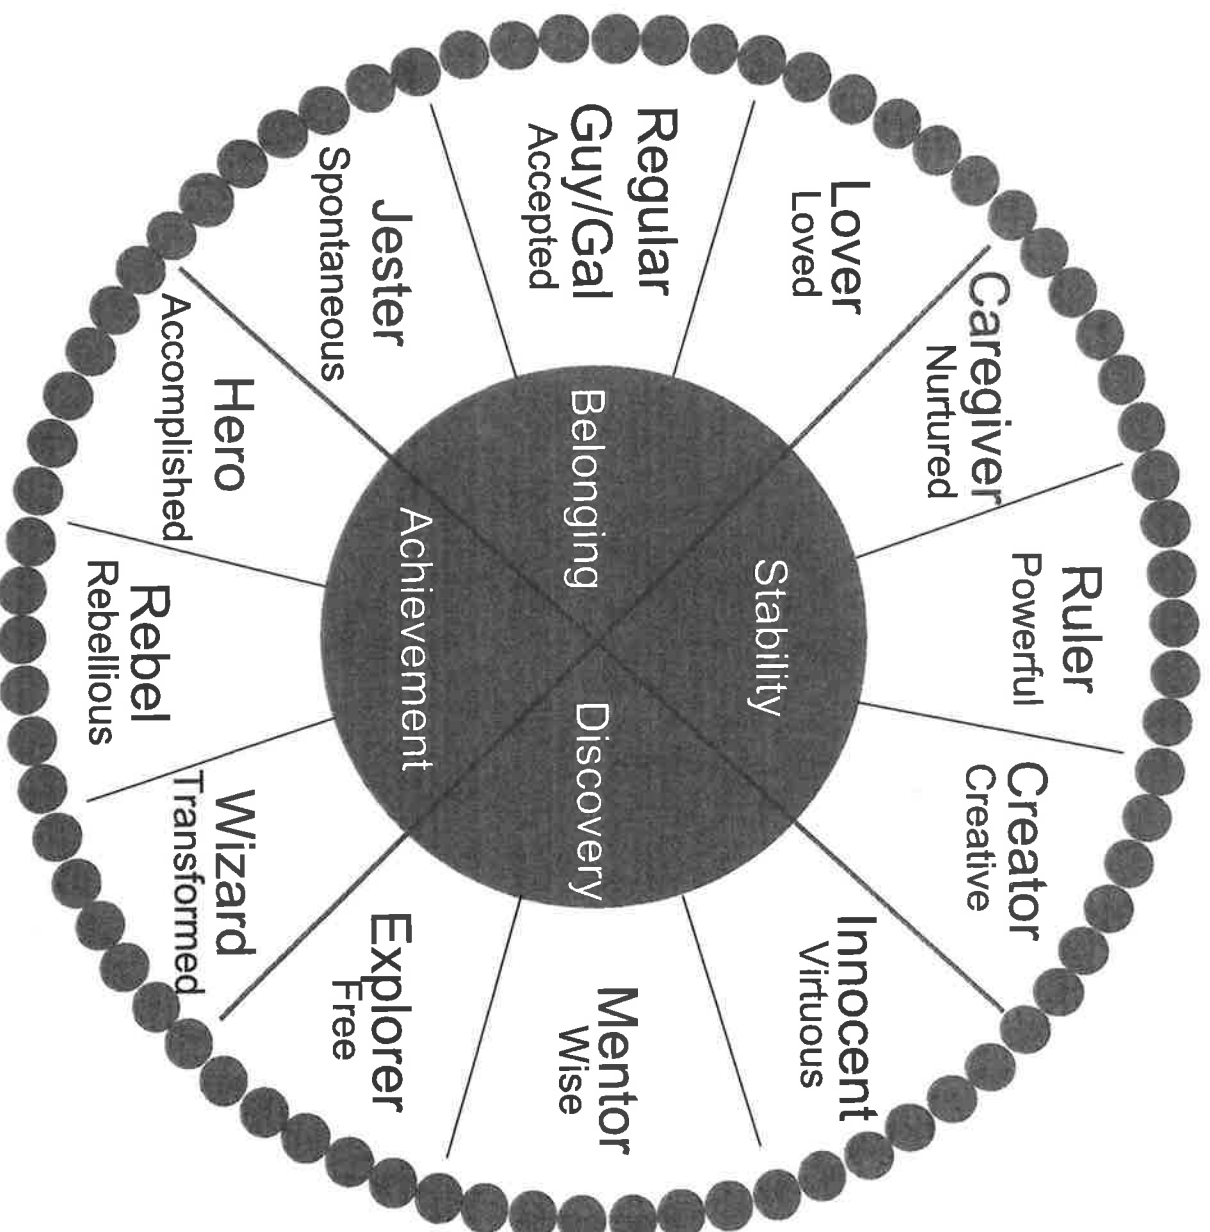 Caregiver
Nurtured
Ruler
Powerful
Creator
Creative
Innocent
Virtuous
Mentor
Wise
Explorer
Free
Wizard
Transformed
Rebel
Rebellious
Hero
Accomplished
Jester
Spontaneous
Regular
Guy/Gal
Accepted
Lover
Loved
Stability
Discovery
Achievement
Belonging